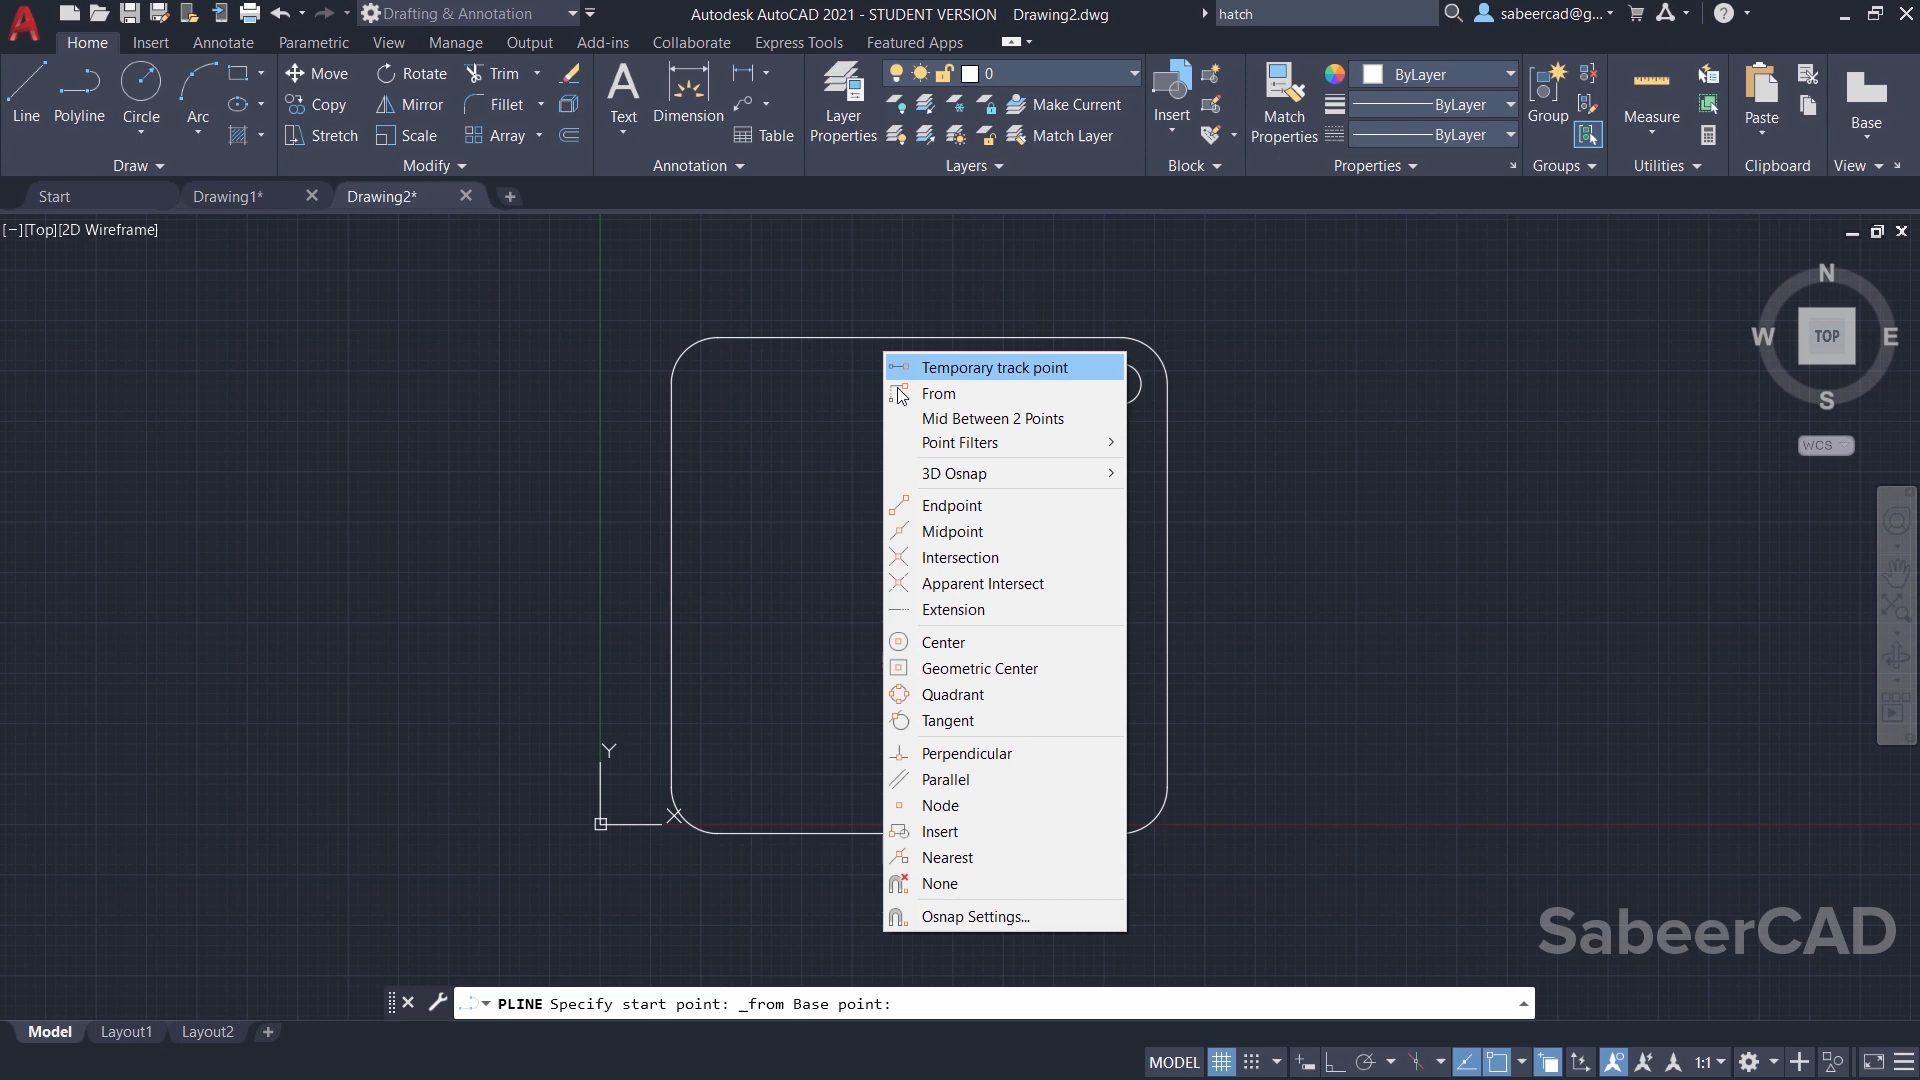 Drafting & Annotation
Autodesk AutoCAD 2021 - STUDENT VERSION Drawing2.dwg
hatch
sabeercad@g...
Home Insert Annotate Parametric View Manage Output Add-ins Collaborate Express Tools Featured Apps
Line Polyline Circle Arc
Move Rotate Trim
Copy Mirror Fillet
Stretch Scale Array
Text Dimension Table
Layer Properties
0
Make Current
Match Layer
Insert
Match Properties
ByLayer
ByLayer
ByLayer
Group Measure Paste Base
Draw Modify Annotation Layers Block Properties Groups Utilities Clipboard View
Start Drawing1* Drawing2*
[−][Top][2D Wireframe]
N
W TOP E
S
WCS
Temporary track point
From
Mid Between 2 Points
Point Filters
3D Osnap
Endpoint
Midpoint
Intersection
Apparent Intersect
Extension
Center
Geometric Center
Quadrant
Tangent
Perpendicular
Parallel
Node
Insert
Nearest
None
Osnap Settings...
Y
X
SabeerCAD
PLINE Specify start point: _from Base point:
Model Layout1 Layout2
MODEL 1:1